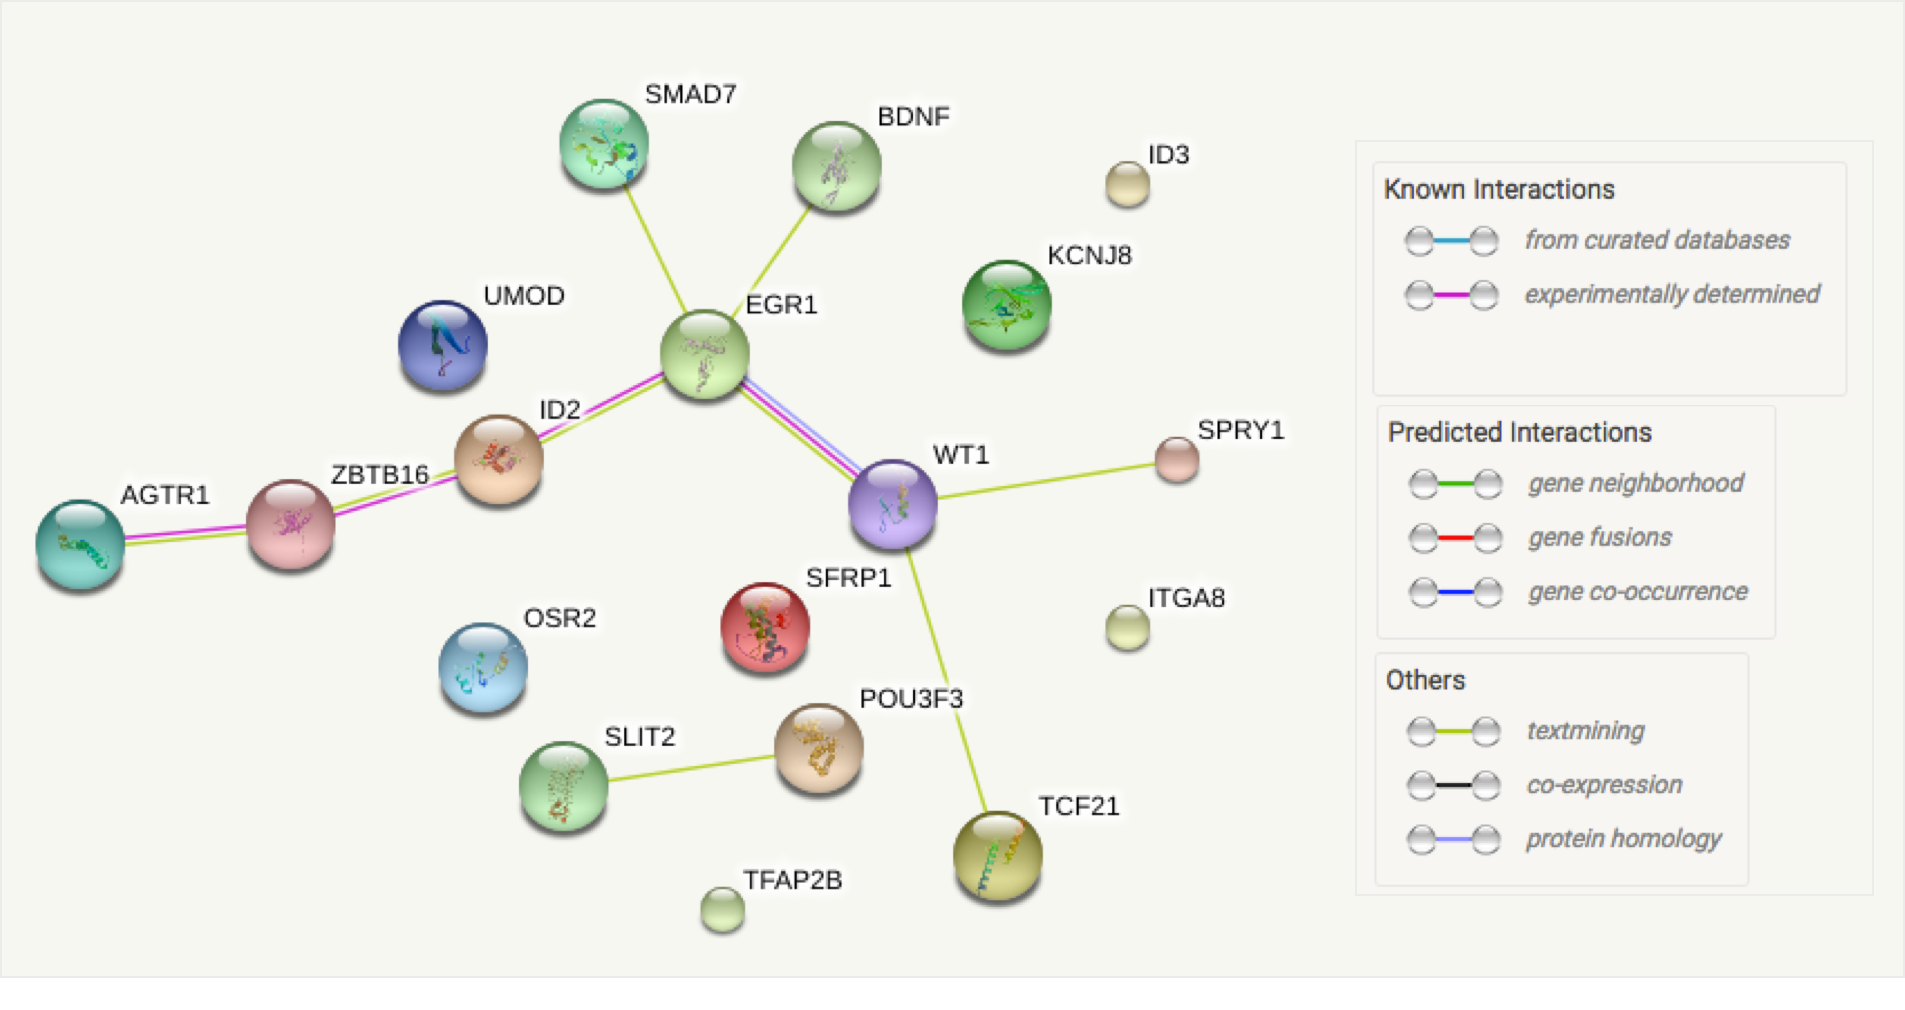 SMAD7
BDNF
ID3
KCNJ8
UMOD
EGR1
ID2
WT1
SPRY1
ZBTB16
AGTR1
SFRP1
ITGA8
OSR2
POU3F3
SLIT2
TCF21
TFAP2B
Known Interactions
from curated databases
experimentally determined
Predicted Interactions
gene neighborhood
gene fusions
gene co-occurrence
Others
textmining
co-expression
protein homology